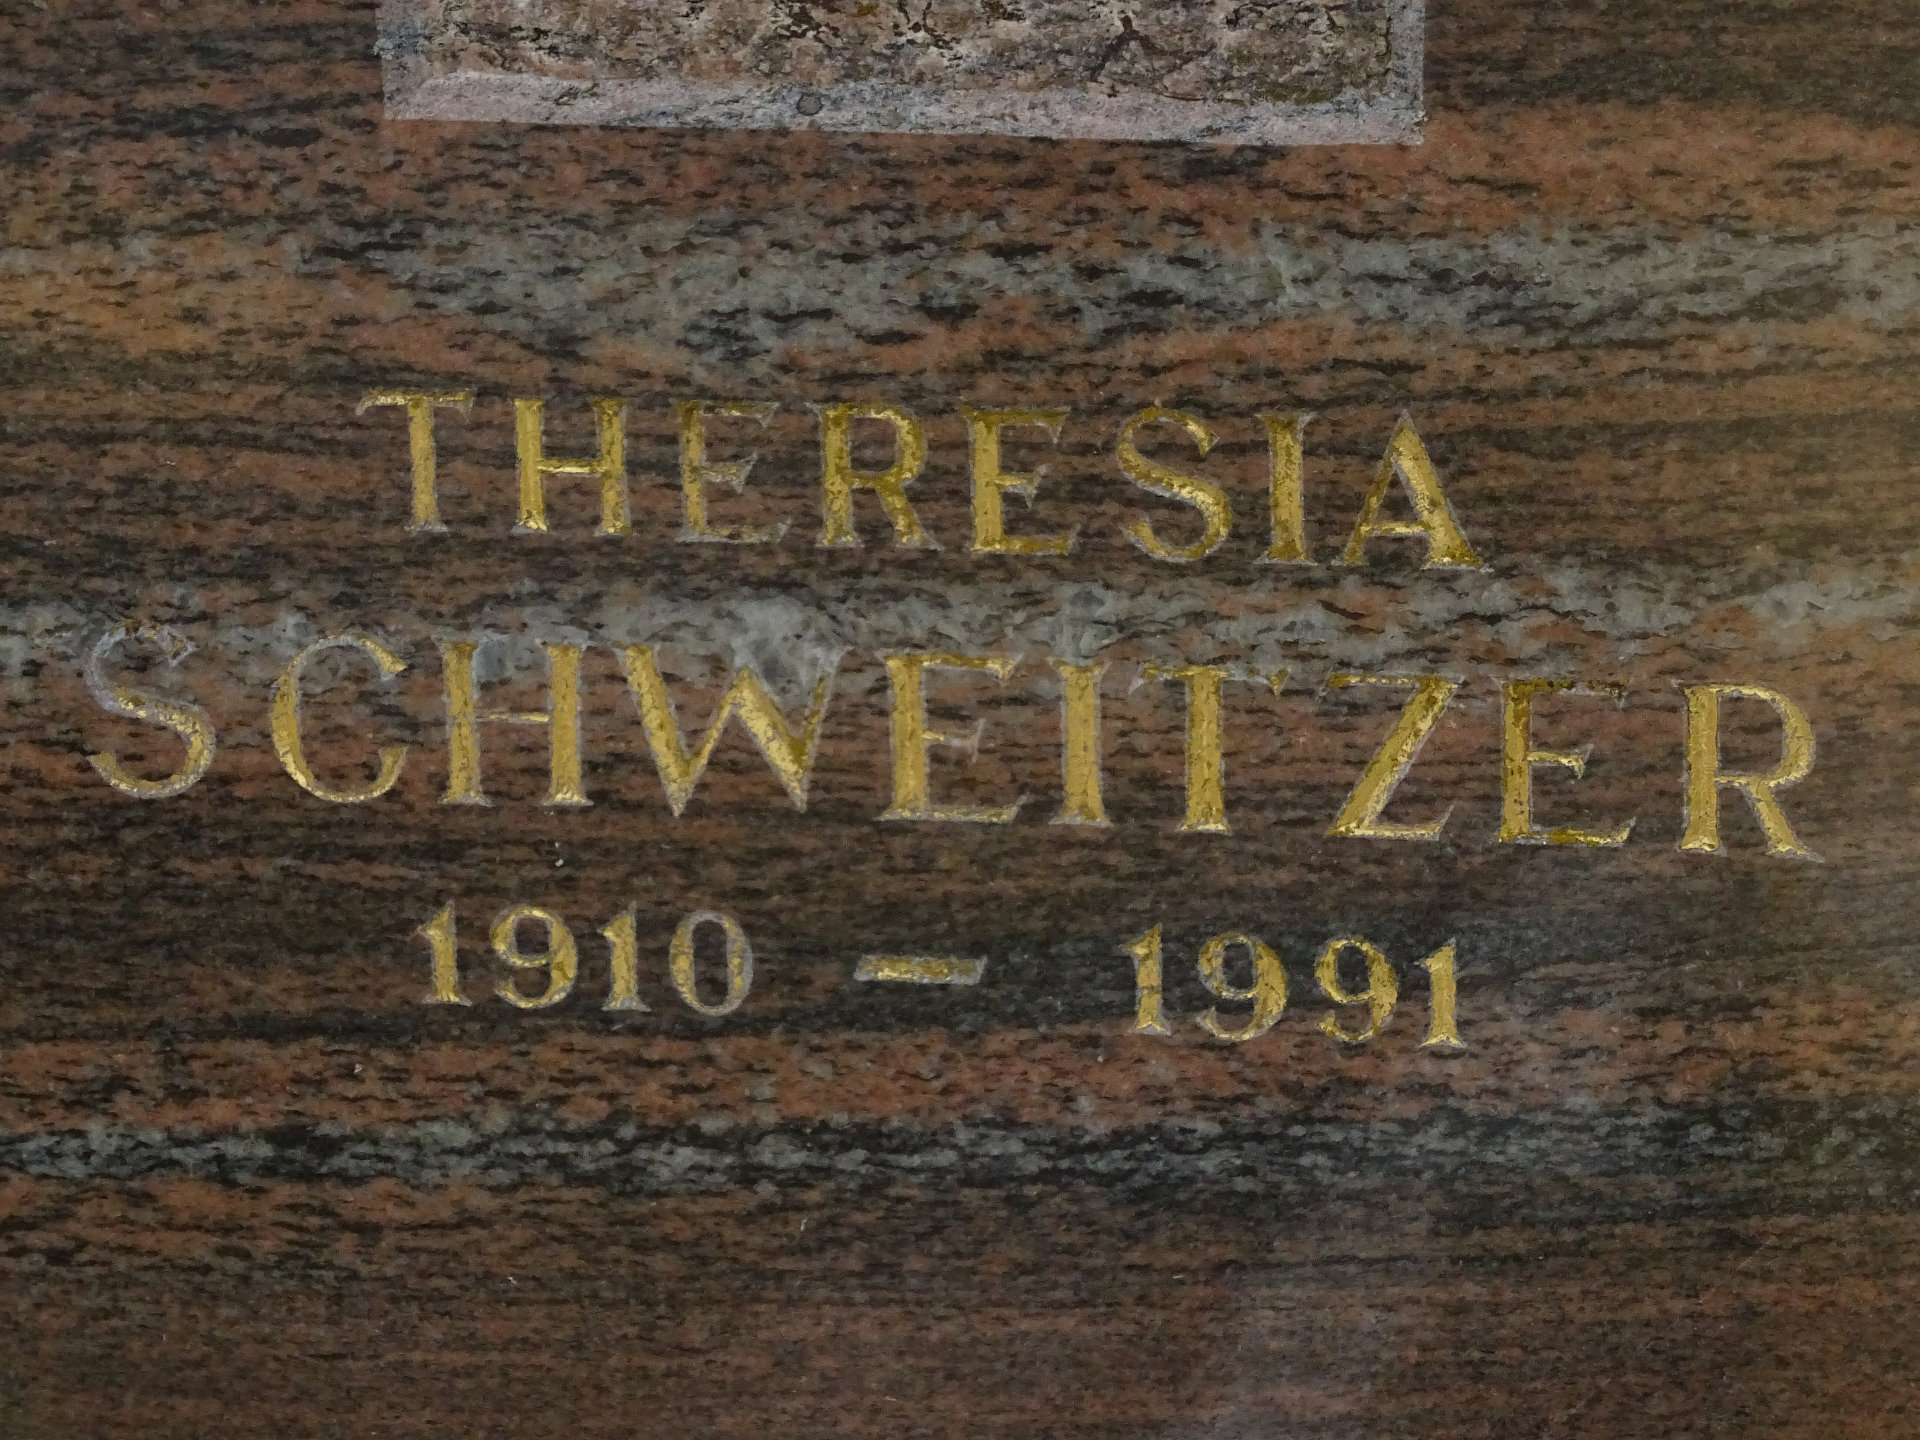 THERESIA
SCHWEITZER
1910 – 1991